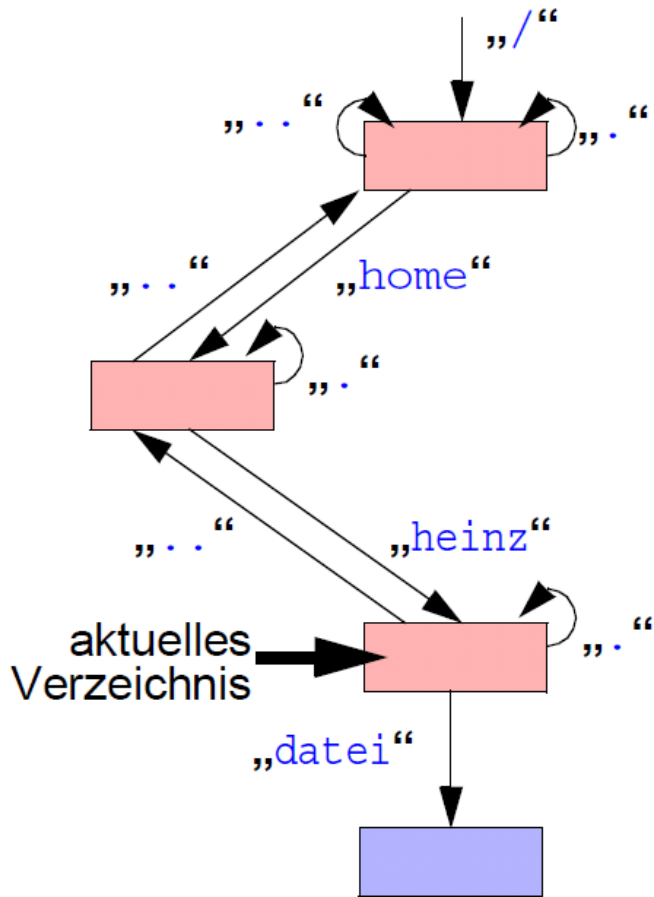 „/“
„..“
„.“
„..“
„home“
„.“
„..“
„heinz“
„.“
aktuelles
Verzeichnis
„datei“